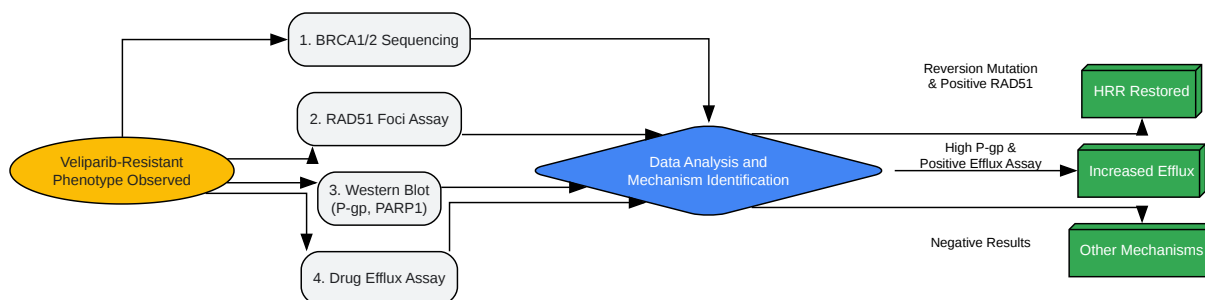 1. BRCA1/2 Sequencing
Reversion Mutation
& Positive RAD51
HRR Restored
2. RAD51 Foci Assay
Veliparib-Resistant
Phenotype Observed
Data Analysis and
Mechanism Identification
High P-gp &
Positive Efflux Assay
Increased Efflux
3. Western Blot
(P-gp, PARP1)
Negative Results
Other Mechanisms
4. Drug Efflux Assay